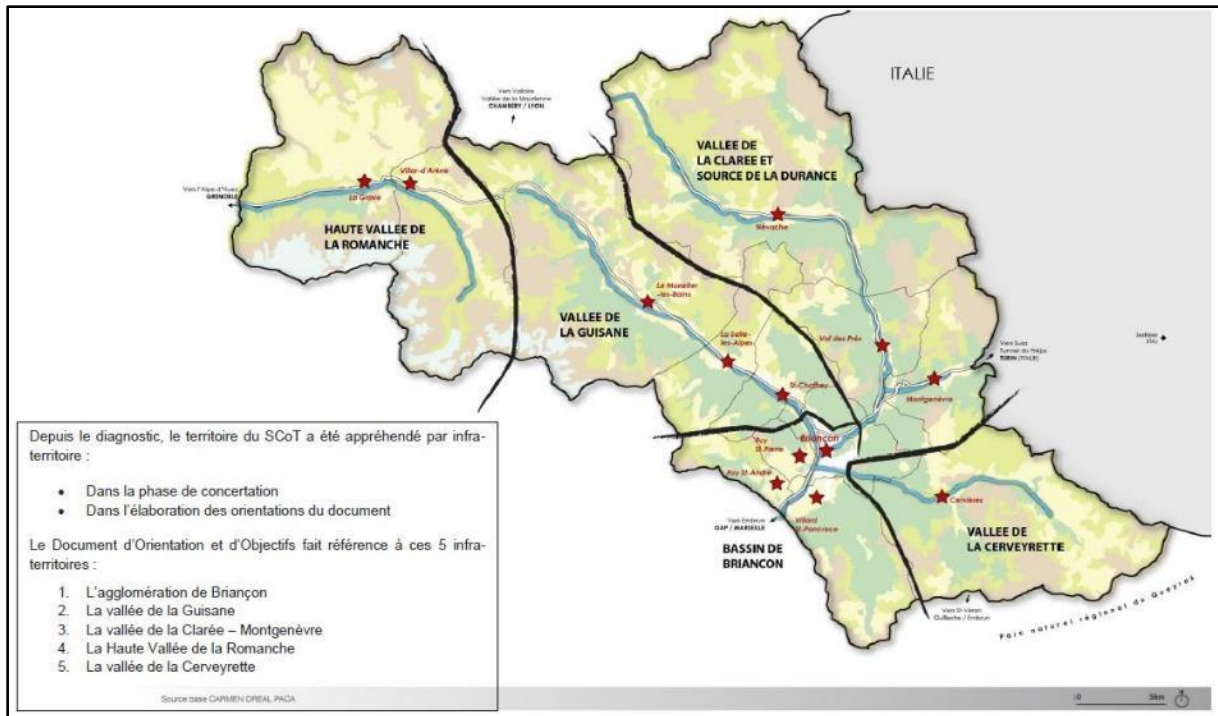 ITALIE
Vers Valloire
Vallée de la Maurienne
CHAMBERY / LYON
VALLEE DE
LA CLAREE ET
SOURCE DE LA DURANCE
Villar-d'Arène
La Grave
Vers l'Alpe d'Huez
GRENOBLE
Névache
HAUTE VALLEE DE
LA ROMANCHE
Le Monetier
-les-Bains
VALLEE DE
LA GUISANE
La Salle
-les-Alpes
Val des Prés
Vers Suse
Tunnel du Fréjus
TURIN (ITALIE)
Montgenèvre
St-Chaffrey
Briançon
Puy
St-Pierre
Puy St-André
Cervières
Villard
St-Pancrace
Vers Embrun
GAP / MARSEILLE
BASSIN DE
BRIANCON
VALLEE DE
LA CERVEYRETTE
Vers St-Véran
Guillestre / Embrun
Parc naturel régional du Queyras
Depuis le diagnostic, le territoire du SCoT a été appréhendé par infra-
territoire :
• Dans la phase de concertation
• Dans l'élaboration des orientations du document
Le Document d'Orientation et d'Objectifs fait référence à ces 5 infra-
territoires :
1. L'agglomération de Briançon
2. La vallée de la Guisane
3. La vallée de la Clarée – Montgenèvre
4. La Haute Vallée de la Romanche
5. La vallée de la Cerveyrette
Source base CARMEN DREAL PACA
0 5km